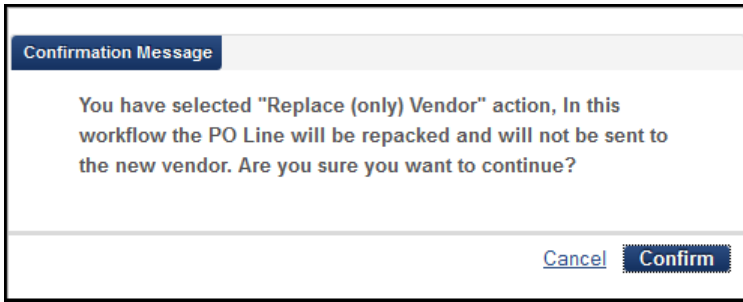 Confirmation Message
You have selected "Replace (only) Vendor" action, In this
workflow the PO Line will be repacked and will not be sent to
the new vendor. Are you sure you want to continue?
Cancel Confirm